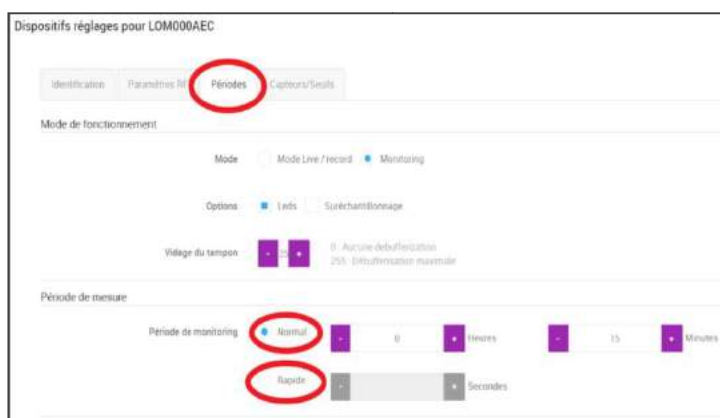 Dispositifs réglages pour LOM000AEC
Identification Paramètres RF Périodes Capteurs/Seuils
Mode de fonctionnement
Mode Mode Live / record Monitoring
Options Leds Suréchantillonnage
Vidage du tampon - 25 + 0 : Aucune debufferization
255 : Débufferisation maximale
Période de mesure
Période de monitoring Normal - 0 + Heures - 15 + Minutes
Rapide - + Secondes